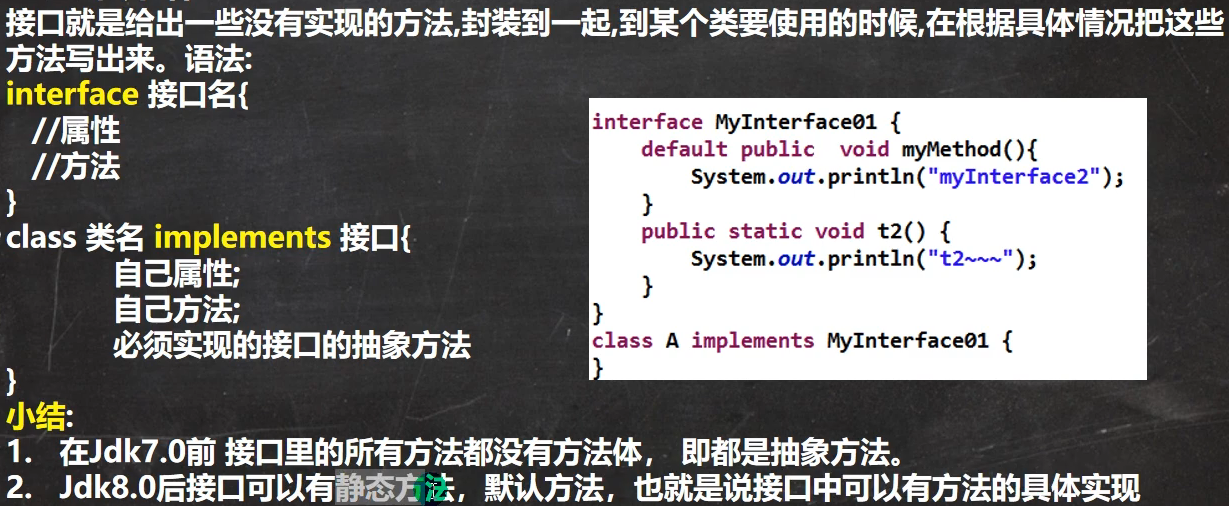 接口就是给出一些没有实现的方法,封装到一起,到某个类要使用的时候,在根据具体情况把这些
方法写出来。语法:
interface 接口名{
//属性
//方法
}
class 类名 implements 接口{
自己属性;
自己方法;
必须实现的接口的抽象方法
}
小结:
1. 在Jdk7.0前 接口里的所有方法都没有方法体， 即都是抽象方法。
2. Jdk8.0后接口可以有静态方法，默认方法，也就是说接口中可以有方法的具体实现
interface MyInterface01 {
default public void myMethod(){
System.out.println("myInterface2");
}
public static void t2() {
System.out.println("t2~~~");
}
}
class A implements MyInterface01 {
}